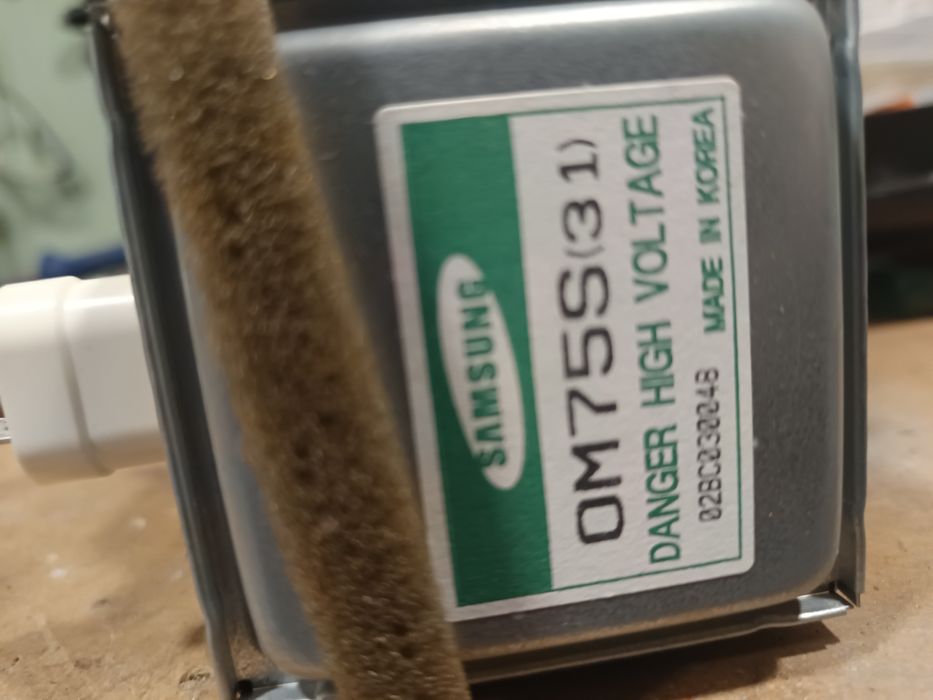 SAMSUNG
OM75S(31)
DANGER HIGH VOLTAGE
02BC030048 MADE IN KOREA